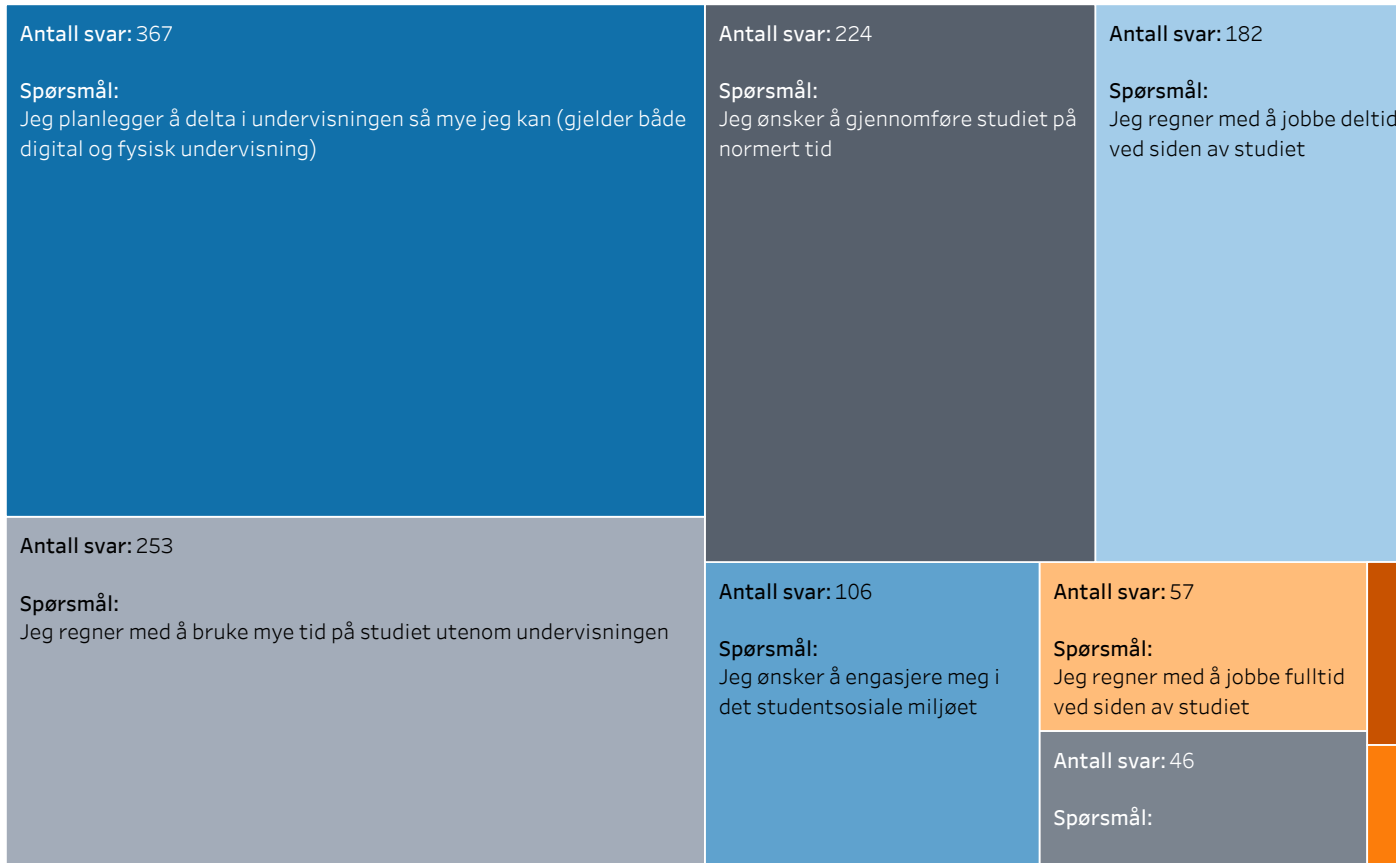 Antall svar: 367
Spørsmål:
Jeg planlegger å delta i undervisningen så mye jeg kan (gjelder både
digital og fysisk undervisning)
Antall svar: 253
Spørsmål:
Jeg regner med å bruke mye tid på studiet utenom undervisningen
Antall svar: 224
Spørsmål:
Jeg ønsker å gjennomføre studiet på
normert tid
Antall svar: 182
Spørsmål:
Jeg regner med å jobbe deltid
ved siden av studiet
Antall svar: 106
Spørsmål:
Jeg ønsker å engasjere meg i
det studentsosiale miljøet
Antall svar: 57
Spørsmål:
Jeg regner med å jobbe fulltid
ved siden av studiet
Antall svar: 46
Spørsmål: